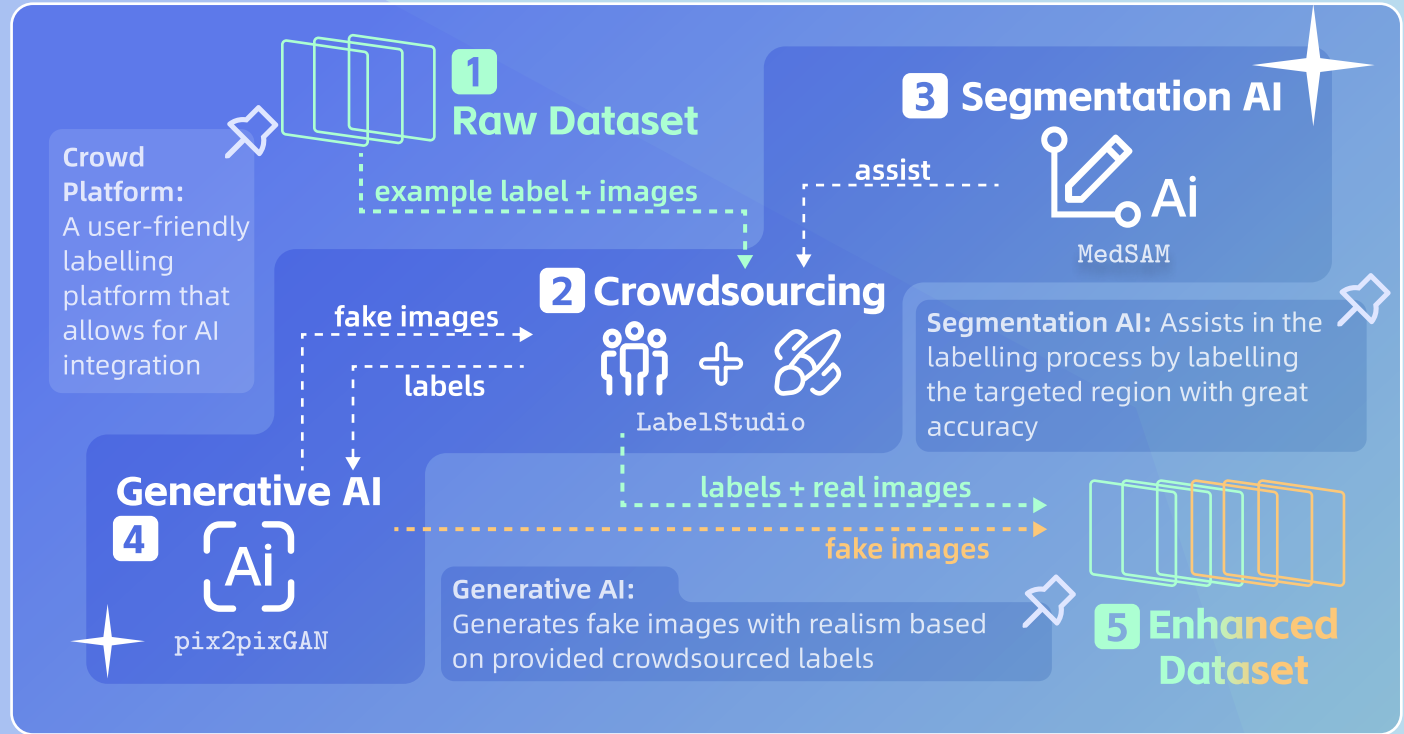 1
Raw Dataset
3 Segmentation AI
Crowd
Platform:
A user-friendly
labelling
platform that
allows for AI
integration
example label + images
assist
Ai
MedSAM
2 Crowdsourcing
fake images
labels
LabelStudio
Segmentation AI: Assists in the
labelling process by labelling
the targeted region with great
accuracy
Generative AI
4
Ai
pix2pixGAN
labels + real images
fake images
Generative AI:
Generates fake images with realism based
on provided crowdsourced labels
5 Enhanced
Dataset